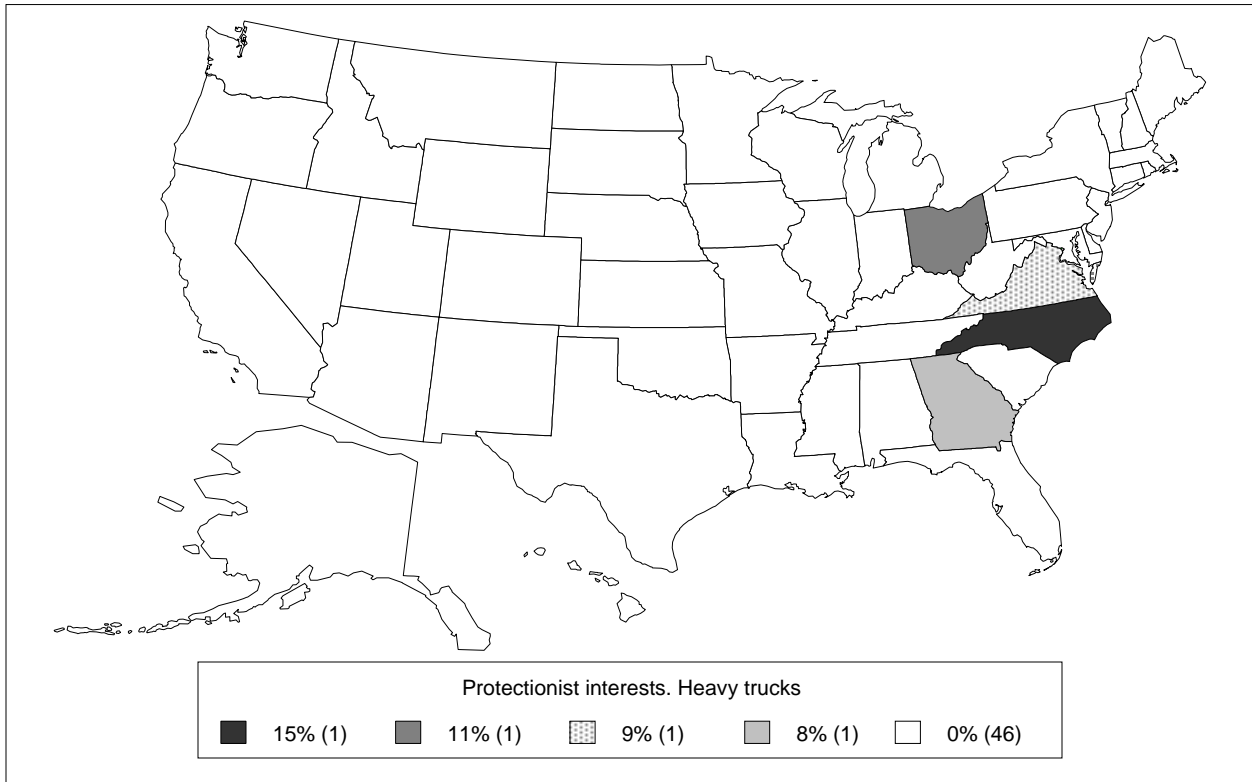 Protectionist interests. Heavy trucks
15% (1) 11% (1) 9% (1) 8% (1) 0% (46)